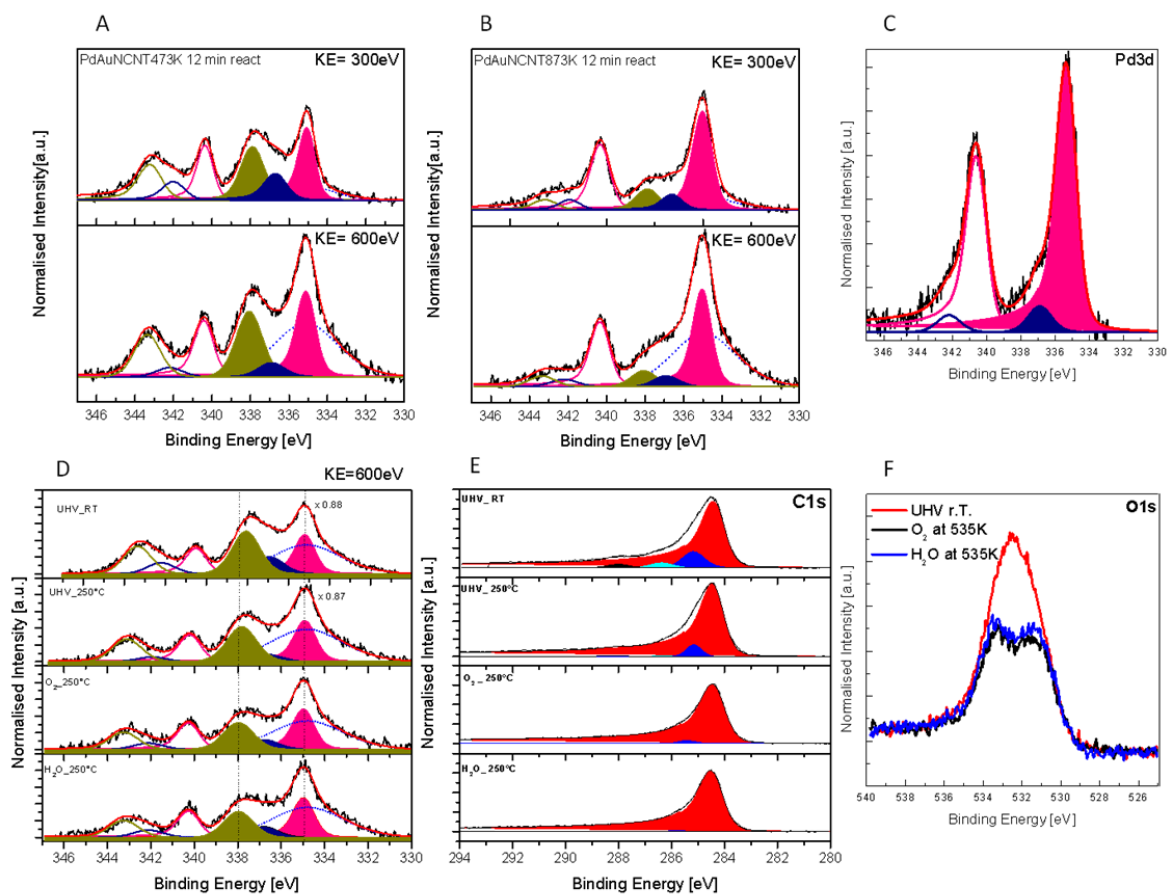 A
PdAuNCNT473K 12 min react
KE= 300eV
KE= 600eV
Normalised Intensity[a.u.]
346 344 342 340 338 336 334 332 330
Binding Energy [eV]
B
PdAuNCNT873K 12 min react
KE= 300eV
KE= 600eV
Normalised Intensity [a.u.]
346 344 342 340 338 336 334 332 330
Binding Energy [eV]
C
Pd3d
Normalised Intensity [a.u.]
346 344 342 340 338 336 334 332 330
Binding Energy [eV]
D
KE=600eV
UHV_RT
x 0.88
UHV_250°C
x 0.87
O2_250°C
H2O_250°C
Normalised Intensity [a.u.]
346 344 342 340 338 336 334 332 330
Binding Energy [eV]
E
C1s
UHV_RT
UHV_250°C
O2_250°C
H2O_250°C
Normalised Intensity [a.u.]
294 292 290 288 286 284 282 280
Binding Energy [eV]
F
O1s
UHV r.T.
O2 at 535K
H2O at 535K
Normalised Intensity [a.u.]
540 538 536 534 532 530 528 526
Binding Energy [eV]